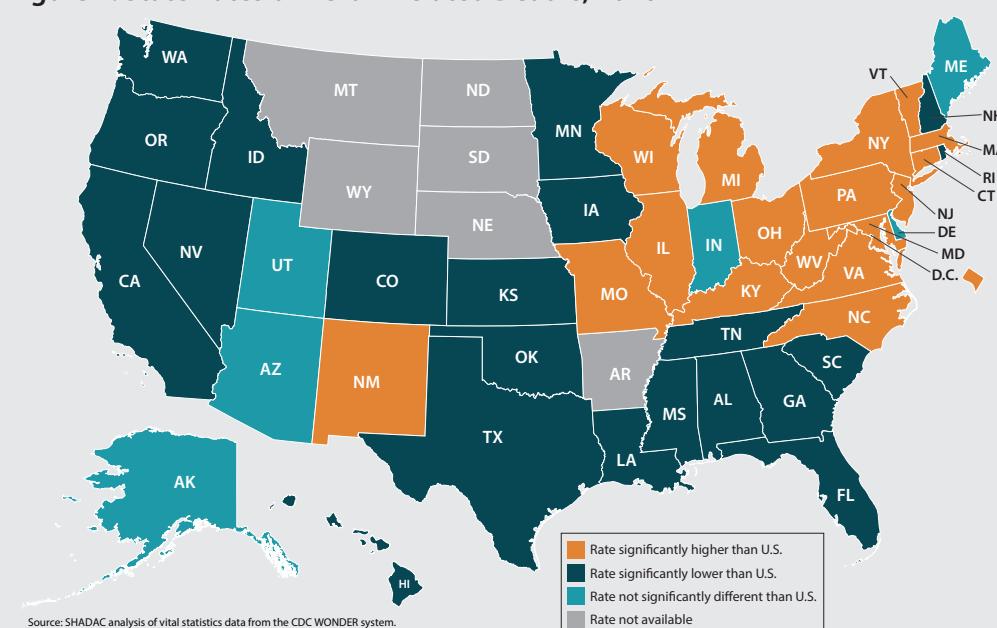 WA
MT
ND
MN
ME
VT
NH
OR
ID
SD
WI
NY
MA
MI
RI
WY
CT
PA
IA
NE
NJ
NV
IL
IN
OH
DE
UT
MD
CA
CO
WV
D.C.
KS
MO
KY
VA
NC
TN
OK
AZ
AR
SC
NM
MS
AL
GA
TX
LA
AK
FL
HI
Rate significantly higher than U.S.
Rate significantly lower than U.S.
Rate not significantly different than U.S.
Rate not available
Source: SHADAC analysis of vital statistics data from the CDC WONDER system.